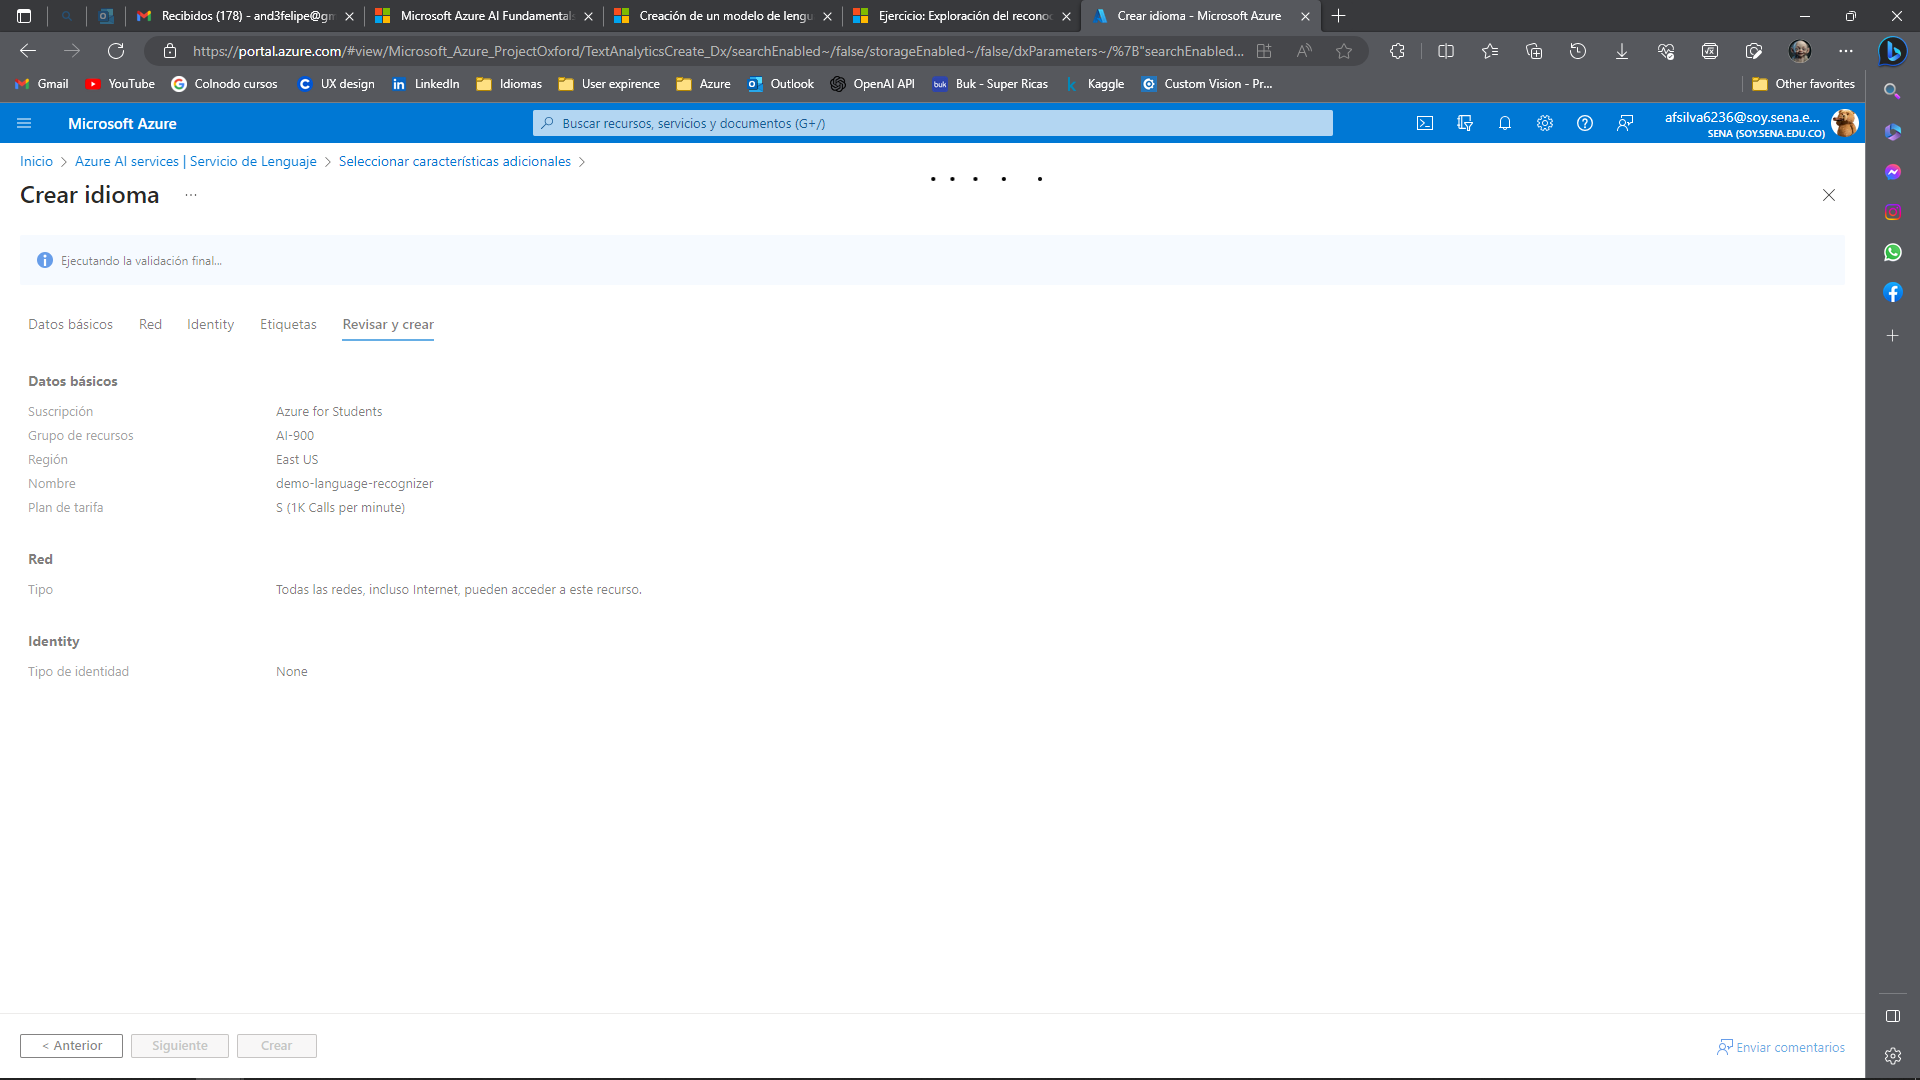 Recibidos (178) - and3felipe@gm
Microsoft Azure AI Fundamentals
Creación de un modelo de lengu
Ejercicio: Exploración del reconoc
Crear idioma - Microsoft Azure
https://portal.azure.com/#view/Microsoft_Azure_ProjectOxford/TextAnalyticsCreate_Dx/searchEnabled~/false/storageEnabled~/false/dxParameters~/%7B"searchEnabled...
Gmail
YouTube
Colnodo cursos
UX design
LinkedIn
Idiomas
User expirence
Azure
Outlook
OpenAI API
Buk - Super Ricas
Kaggle
Custom Vision - Pr...
Other favorites
Microsoft Azure
Buscar recursos, servicios y documentos (G+/)
afsilva6236@soy.sena.e...
SENA (SOY.SENA.EDU.CO)
Inicio > Azure AI services | Servicio de Lenguaje > Seleccionar características adicionales >
Crear idioma ...
Ejecutando la validación final...
Datos básicos Red Identity Etiquetas Revisar y crear
Datos básicos
Suscripción Azure for Students
Grupo de recursos AI-900
Región East US
Nombre demo-language-recognizer
Plan de tarifa S (1K Calls per minute)
Red
Tipo Todas las redes, incluso Internet, pueden acceder a este recurso.
Identity
Tipo de identidad None
< Anterior Siguiente Crear
Enviar comentarios